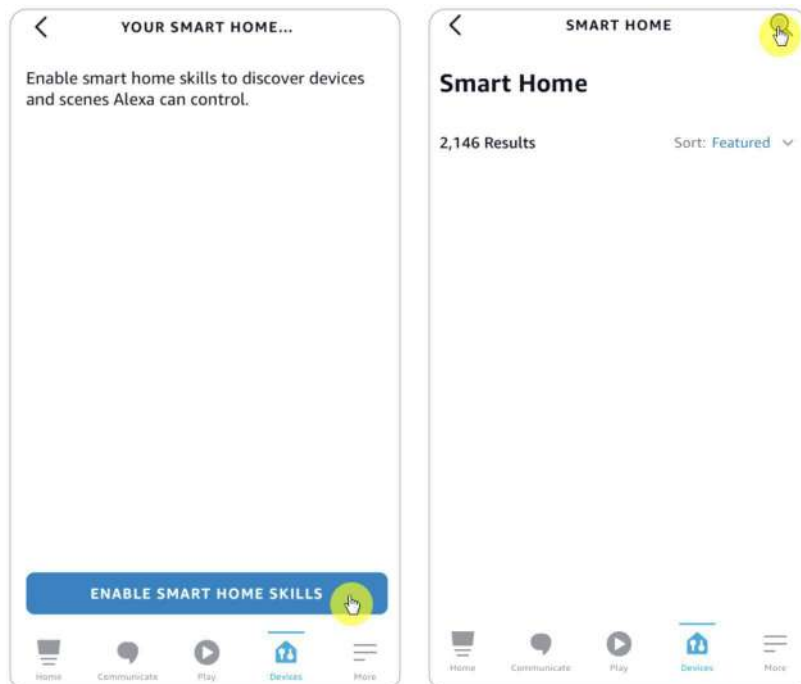 YOUR SMART HOME...
Enable smart home skills to discover devices
and scenes Alexa can control.
ENABLE SMART HOME SKILLS
Home Communicate Play Devices More
SMART HOME
Smart Home
2,146 Results Sort: Featured
Home Communicate Play Devices More